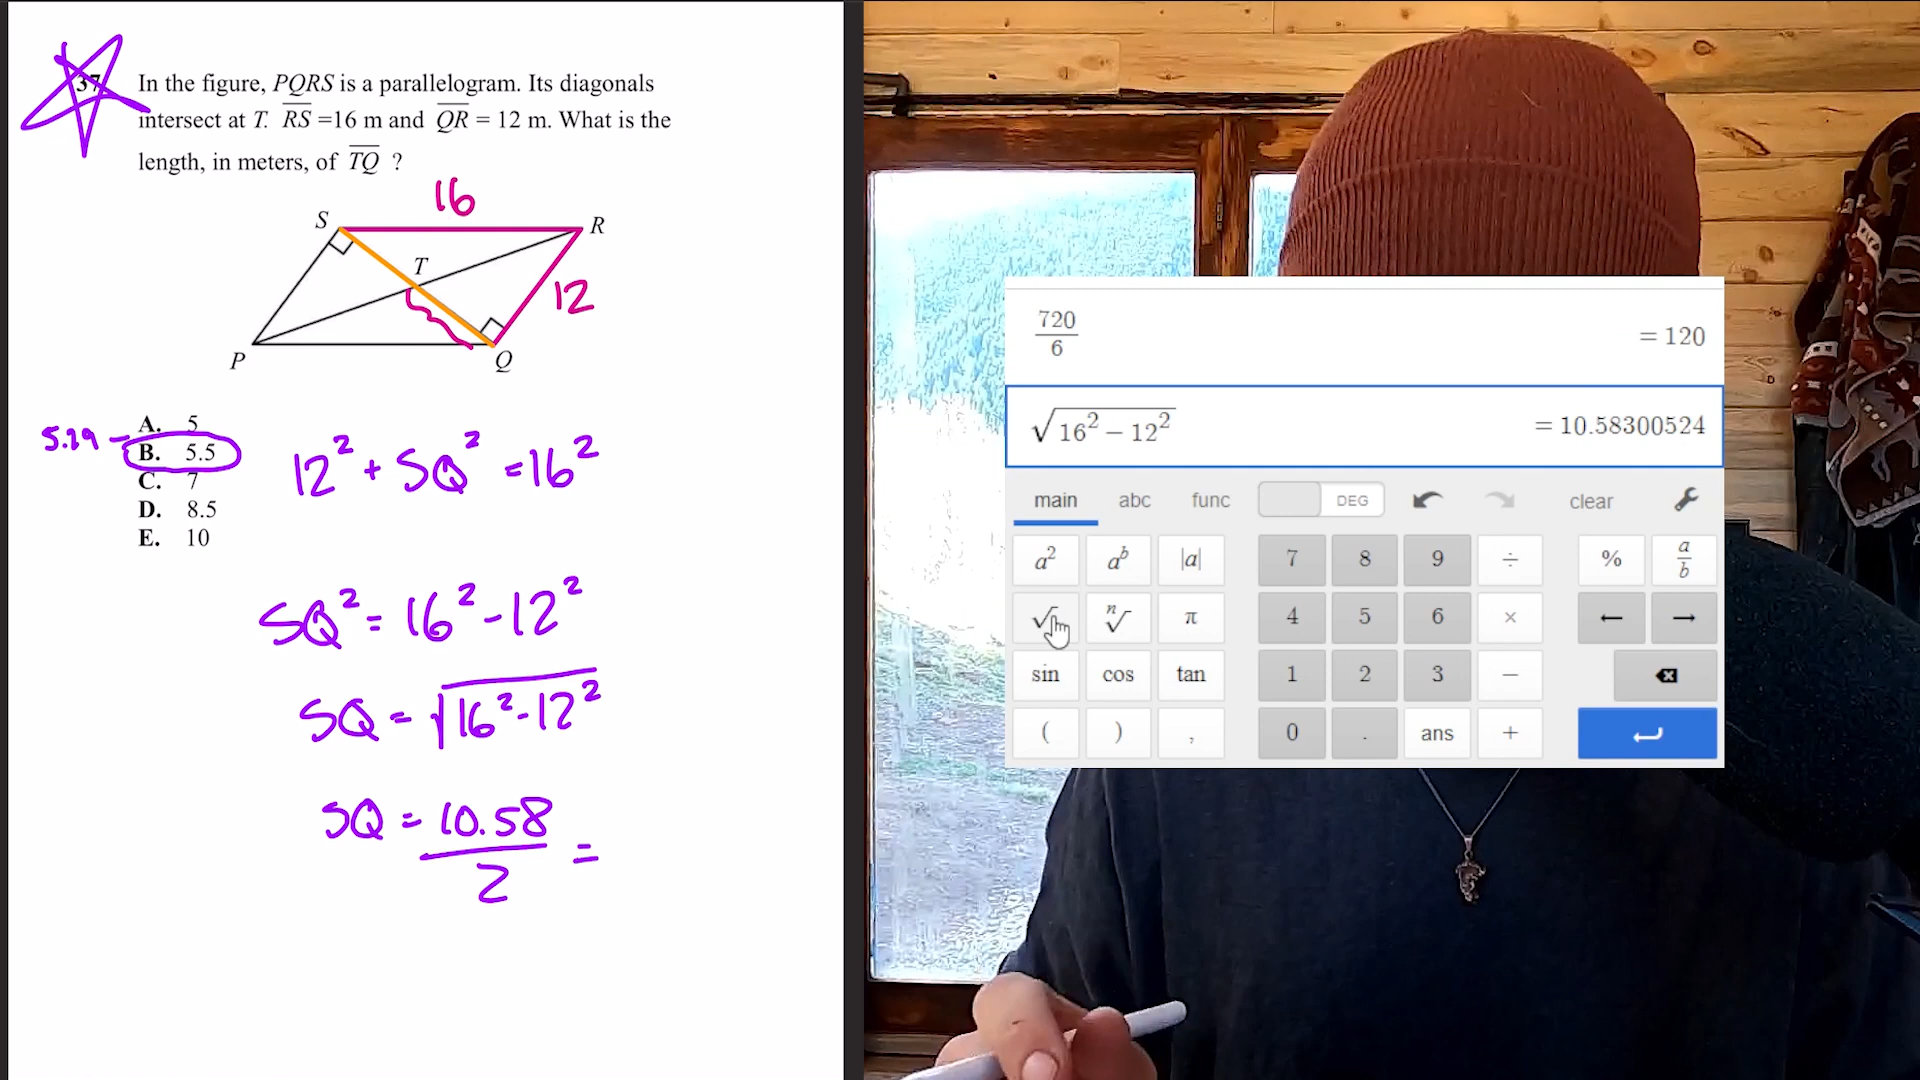 37 In the figure, PQRS is a parallelogram. Its diagonals
intersect at T. RS =16 m and QR = 12 m. What is the
length, in meters, of TQ ?
16
S
R
T
12
P
Q
A. 5
5.29 B. 5.5
C. 7
D. 8.5
E. 10
12² + SQ² = 16²
SQ² = 16² - 12²
SQ = √16² - 12²
SQ = 10.58 / 2 =
720/6 = 120
√16² − 12² = 10.58300524
main abc func DEG clear
a² aᵇ |a| 7 8 9 ÷ % a/b
√ ⁿ√ π 4 5 6 × ← →
sin cos tan 1 2 3 −
( ) , 0 . ans +